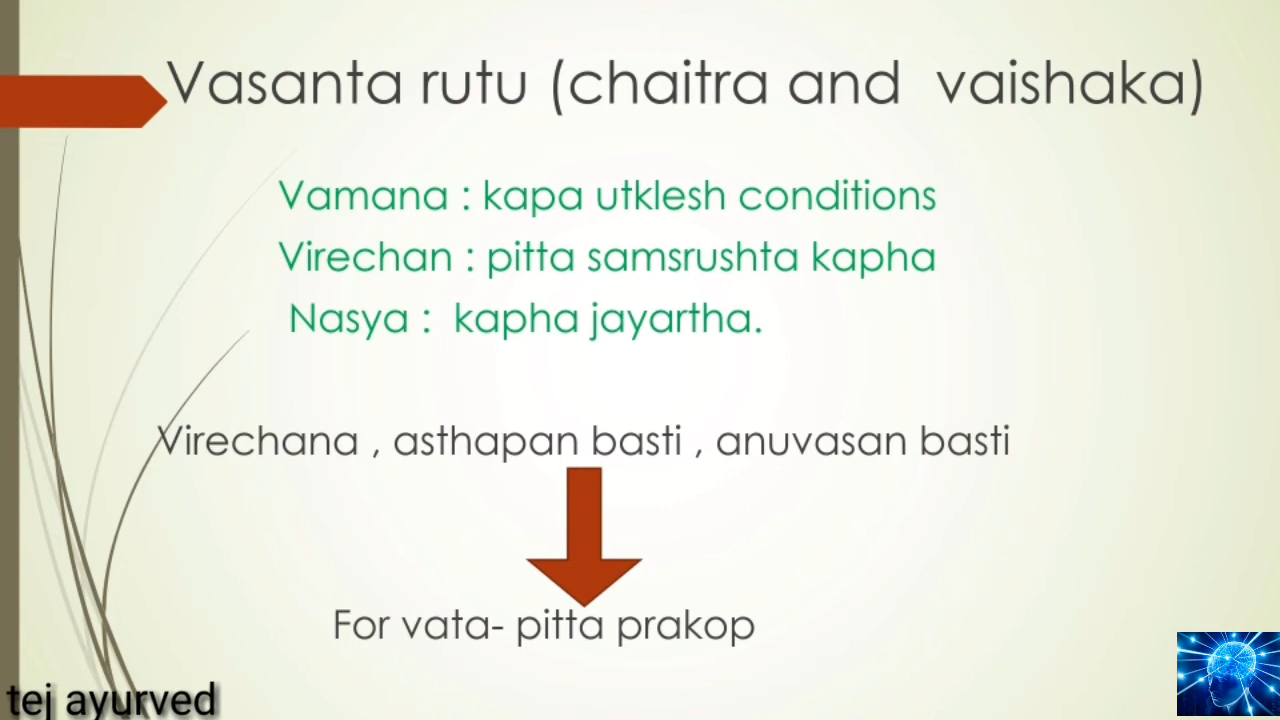 Vasanta rutu (chaitra and vaishaka)
Vamana : kapa utklesh conditions
Virechan : pitta samsrushta kapha
Nasya : kapha jayartha.
Virechana , asthapan basti , anuvasan basti
For vata- pitta prakop
tej ayurved